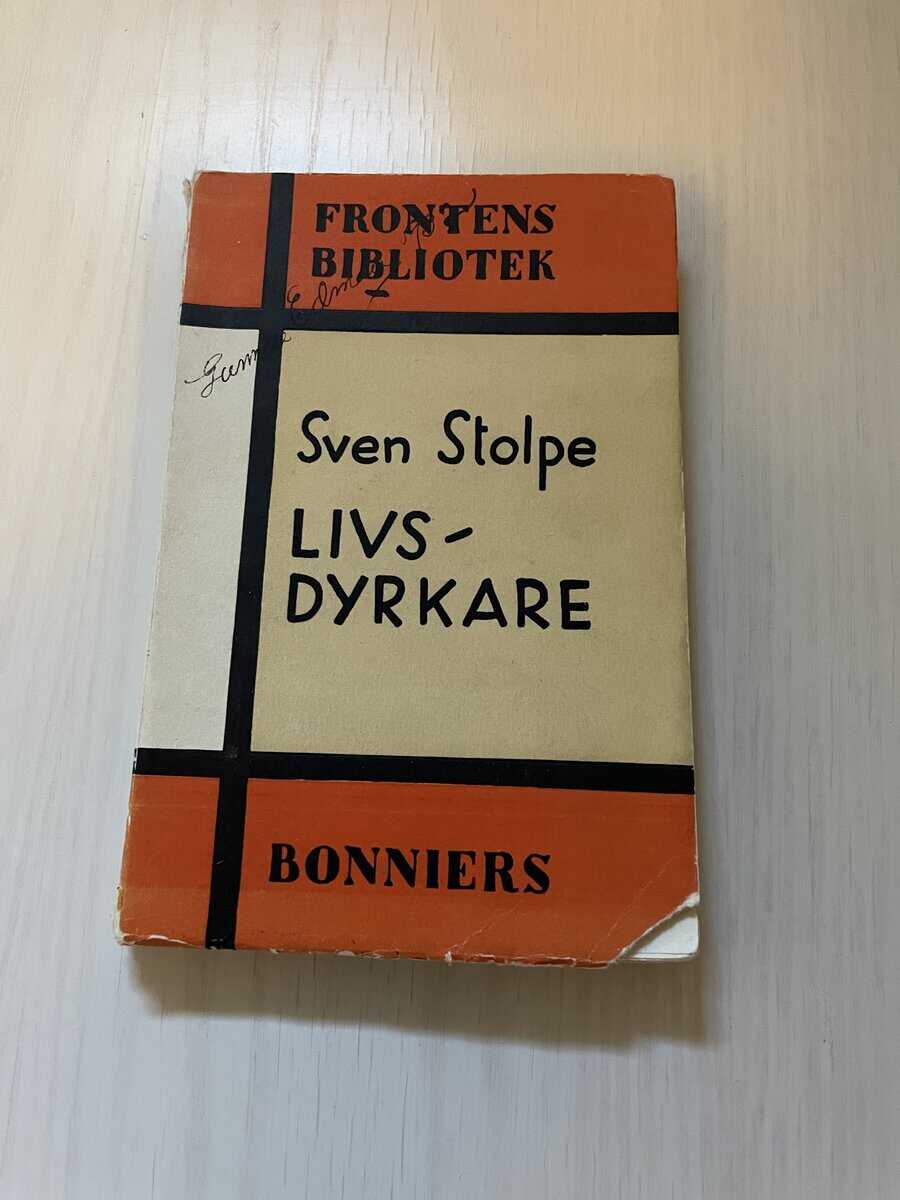 FRONTENS
BIBLIOTEK
Sven Stolpe
LIVS-
DYRKARE
BONNIERS